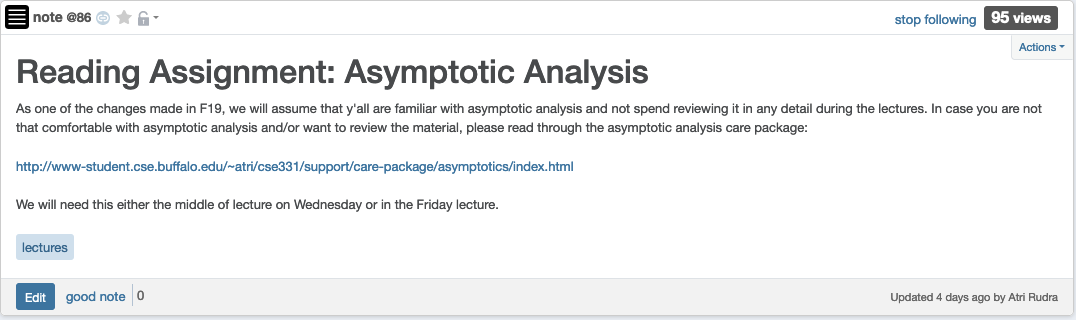 note @86
stop following 95 views
Actions
Reading Assignment: Asymptotic Analysis
As one of the changes made in F19, we will assume that y'all are familiar with asymptotic analysis and not spend reviewing it in any detail during the lectures. In case you are not
that comfortable with asymptotic analysis and/or want to review the material, please read through the asymptotic analysis care package:
http://www-student.cse.buffalo.edu/~atri/cse331/support/care-package/asymptotics/index.html
We will need this either the middle of lecture on Wednesday or in the Friday lecture.
lectures
Edit good note 0
Updated 4 days ago by Atri Rudra